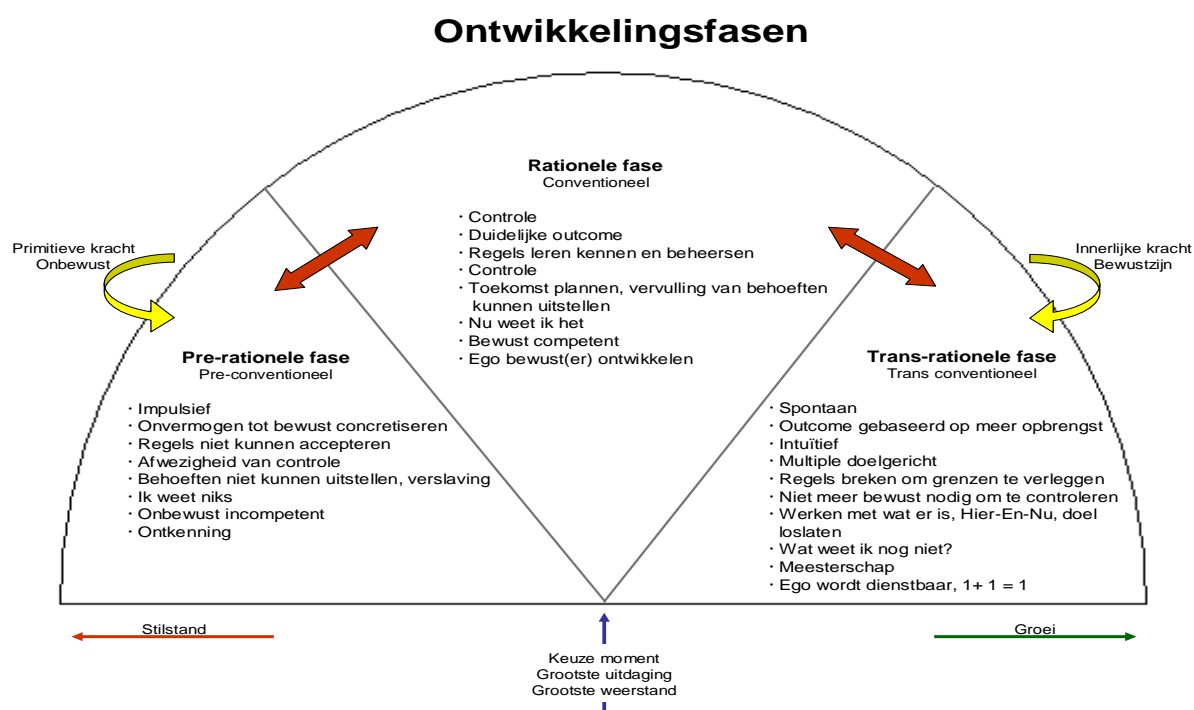 Ontwikkelingsfasen
Rationele fase
Conventioneel
· Controle
· Duidelijke outcome
· Regels leren kennen en beheersen
· Controle
· Toekomst plannen, vervulling van behoeften
kunnen uitstellen
· Nu weet ik het
· Bewust competent
· Ego bewust(er) ontwikkelen
Primitieve kracht
Onbewust
Innerlijke kracht
Bewustzijn
Pre-rationele fase
Pre-conventioneel
· Impulsief
· Onvermogen tot bewust concretiseren
· Regels niet kunnen accepteren
· Afwezigheid van controle
· Behoeften niet kunnen uitstellen, verslaving
· Ik weet niks
· Onbewust incompetent
· Ontkenning
Trans-rationele fase
Trans conventioneel
· Spontaan
· Outcome gebaseerd op meer opbrengst
· Intuïtief
· Multiple doelgericht
· Regels breken om grenzen te verleggen
· Niet meer bewust nodig om te controleren
· Werken met wat er is, Hier-En-Nu, doel
loslaten
· Wat weet ik nog niet?
· Meesterschap
· Ego wordt dienstbaar, 1+ 1 = 1
Stilstand
Groei
Keuze moment
Grootste uitdaging
Grootste weerstand